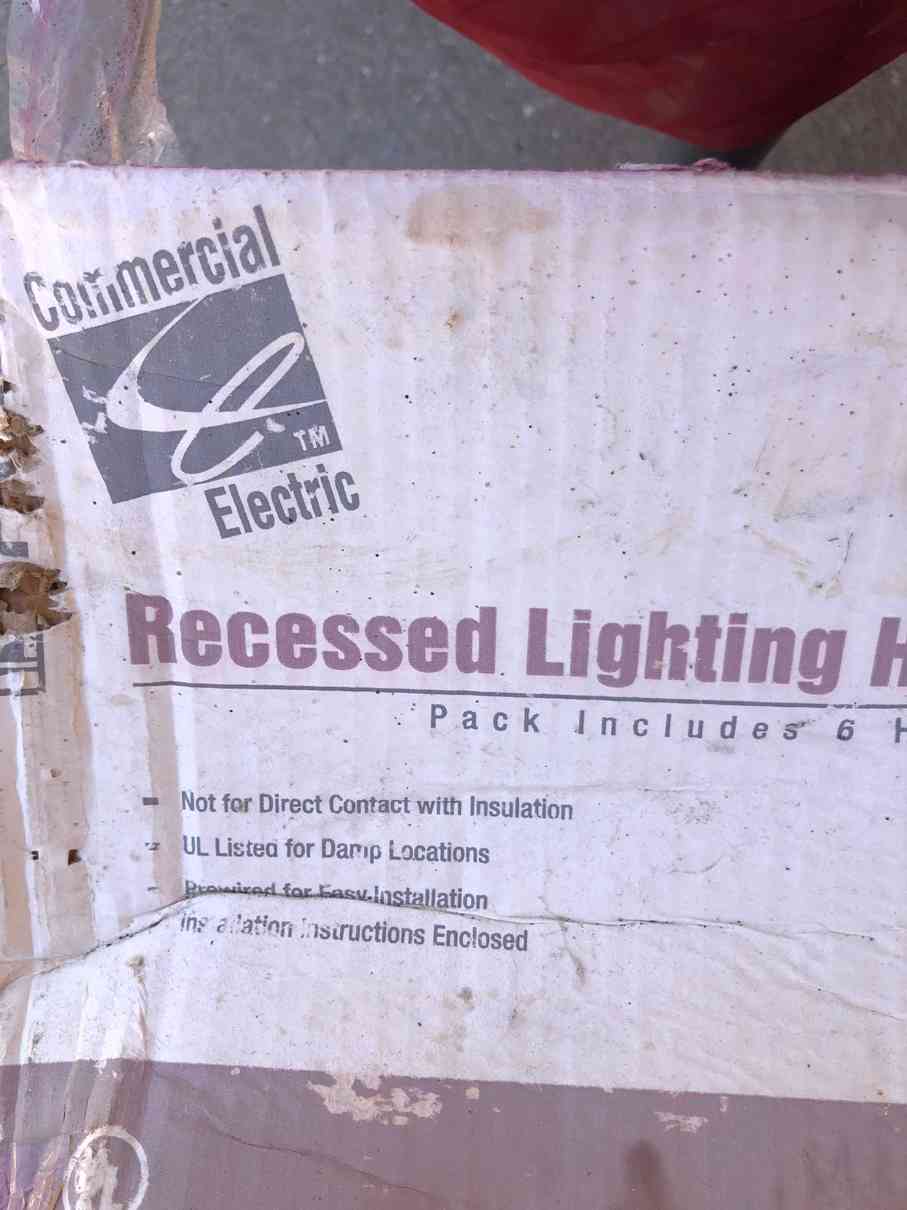 Commercial
TM
Electric
Recessed Lighting H
Pack Includes 6 H
- Not for Direct Contact with Insulation
- UL Listed for Damp Locations
- Prewired for Easy Installation
Installation Instructions Enclosed
UL